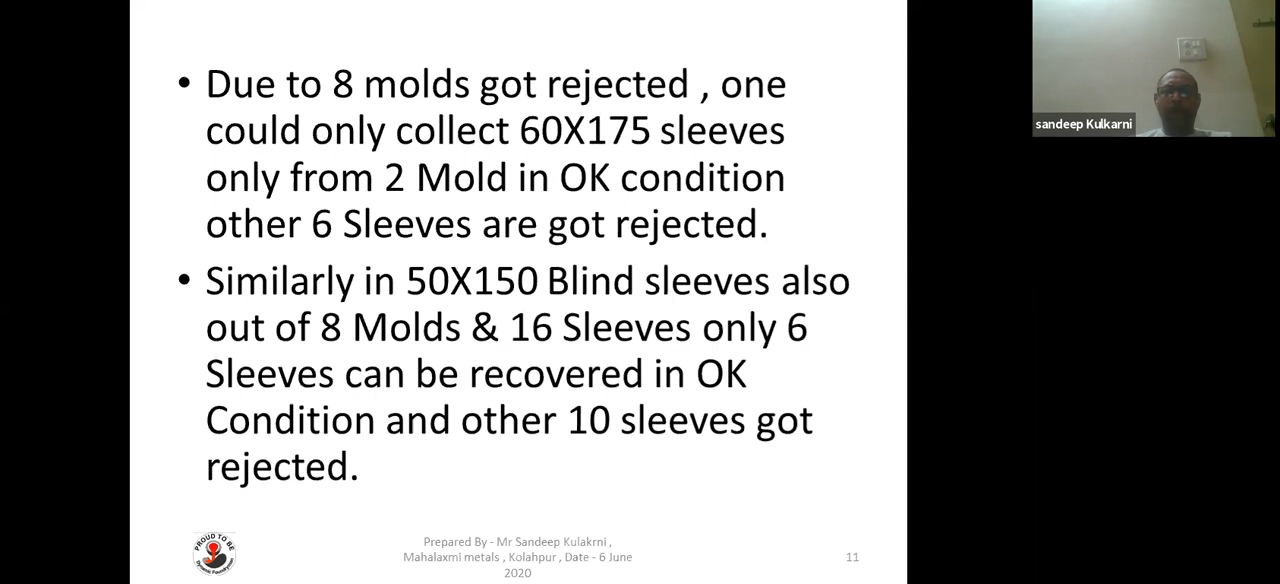 • Due to 8 molds got rejected , one
could only collect 60X175 sleeves
only from 2 Mold in OK condition
other 6 Sleeves are got rejected.
• Similarly in 50X150 Blind sleeves also
out of 8 Molds & 16 Sleeves only 6
Sleeves can be recovered in OK
Condition and other 10 sleeves got
rejected.
sandeep Kulkarni
PROUD TO BE
Dynamic Foundrymen
Prepared By - Mr Sandeep Kulakrni ,
Mahalaxmi metals , Kolahpur , Date - 6 June
2020
11